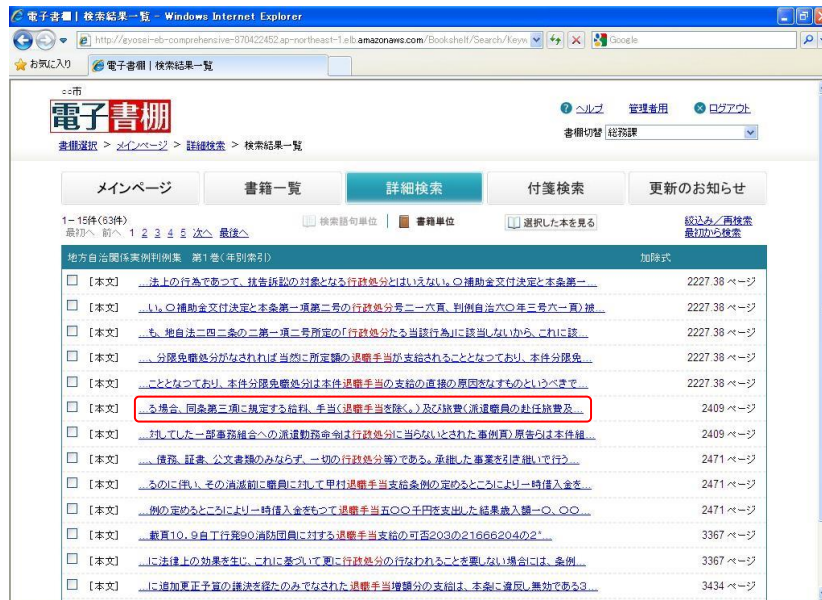 電子書棚 | 検索結果一覧 - Windows Internet Explorer
http://gyosei-eb-comprehensive-870422452.ap-northeast-1.elb.amazonaws.com/Bookshelf/Search/Keyw
Google
お気に入り
電子書棚 | 検索結果一覧
○○市
電子書棚
ヘルプ 管理者用 ログアウト
書棚切替 総務課
書棚選択 > メインページ > 詳細検索 > 検索結果一覧
メインページ 書籍一覧 詳細検索 付箋検索 更新のお知らせ
1-15件(63件)
最初へ 前へ 1 2 3 4 5 次へ 最後へ
検索語句単位 書籍単位 選択した本を見る
絞込み/再検索
最初から検索
地方自治関係実例判例集 第1巻(年別索引) 加除式
[本文] ...法上の行為であつて、抗告訴訟の対象となる行政処分とはいえない。○補助金交付決定と本条第一... 2227.38 ページ
[本文] ...い。○補助金交付決定と本条第一項第二号の行政処分号二一六頁、判例自治六〇年三号六一頁)被... 2227.38 ページ
[本文] ...も、地自法二四二条の二第一項二号所定の「行政処分たる当該行為」に該当しないから、これに該... 2227.38 ページ
[本文] ...、分限免職処分がなされれば当然に所定額の退職手当が支給されることとなつており、本件分限免... 2227.38 ページ
[本文] ...こととなつており、本件分限免職処分は本件退職手当の支給の直接の原因をなすものというべきで... 2227.38 ページ
[本文] ...る場合、同条第三項に規定する給料、手当(退職手当を除く。)及び旅費(派遣職員の赴任旅費及... 2409 ページ
[本文] ...対してした一部事務組合への派遣勤務命令は行政処分に当らないとされた事例頁)原告らは本件組... 2409 ページ
[本文] ...、債務、証書、公文書類のみならず、一切の行政処分等)である。承継した事業を引き継いで行う... 2471 ページ
[本文] ...るのに伴い、その消滅前に職員に対して甲村退職手当支給条例の定めるところにより一時借入金を... 2471 ページ
[本文] ...例の定めるところにより一時借入金をもつて退職手当五〇〇千円を支出した結果歳入額一〇、〇〇... 2471 ページ
[本文] ...載頁10.9自丁行発90消防団員に対する退職手当支給の可否203の21666204の2"... 3367 ページ
[本文] ...に法律上の効果を生じ、これに基づいて更に行政処分の行なわれることを要しない場合には、条例... 3367 ページ
[本文] ...に追加更正予算の議決を経たのみでなされた退職手当増額分の支給は、本条に違反し無効である3... 3434 ページ